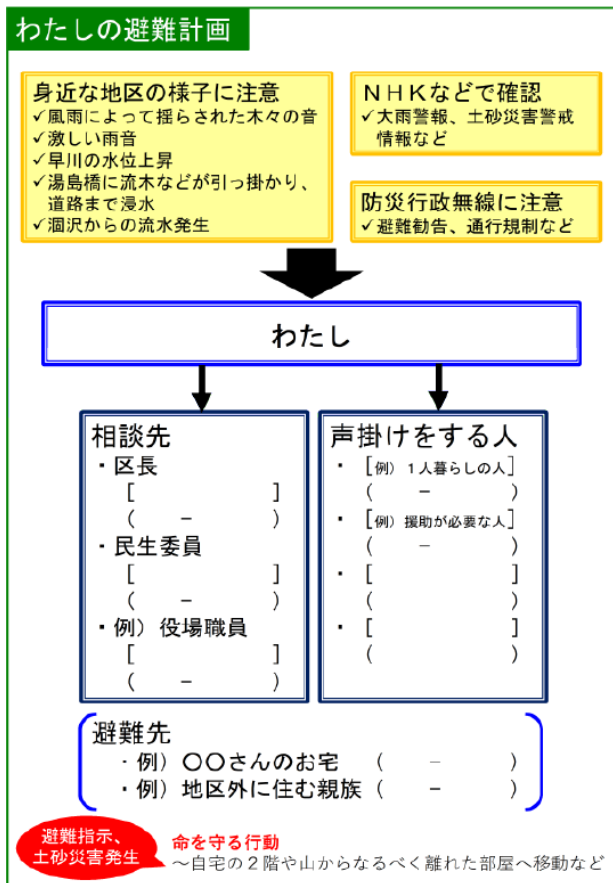 わたしの避難計画
身近な地区の様子に注意
✓風雨によって揺らされた木々の音
✓激しい雨音
✓早川の水位上昇
✓湯島橋に流木などが引っ掛かり、
道路まで浸水
✓涸沢からの流水発生
NHKなどで確認
✓大雨警報、土砂災害警戒
情報など
防災行政無線に注意
✓避難勧告、通行規制など
わたし
相談先
・区長
[ ]
( − )
・民生委員
[ ]
( − )
・例）役場職員
[ ]
( − )
声掛けをする人
・[例）1人暮らしの人]
( − )
・[例）援助が必要な人]
( − )
・[ ]
( )
・[ ]
( )
避難先
・例）〇〇さんのお宅 ( − )
・例）地区外に住む親族 ( − )
避難指示、
土砂災害発生
命を守る行動
～自宅の２階や山からなるべく離れた部屋へ移動など